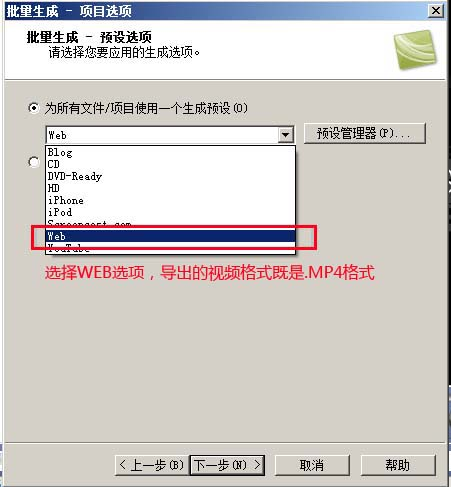 批量生成 - 项目选项
批量生成 - 预设选项
请选择您要应用的生成选项。
为所有文件/项目使用一个生成预设(O)
Web
预设管理器(P)...
Blog
CD
DVD-Ready
HD
iPhone
iPod
Screencast.com
Web
YouTube
选择WEB选项，导出的视频格式既是.MP4格式
< 上一步(B)
下一步(N) >
取消
帮助